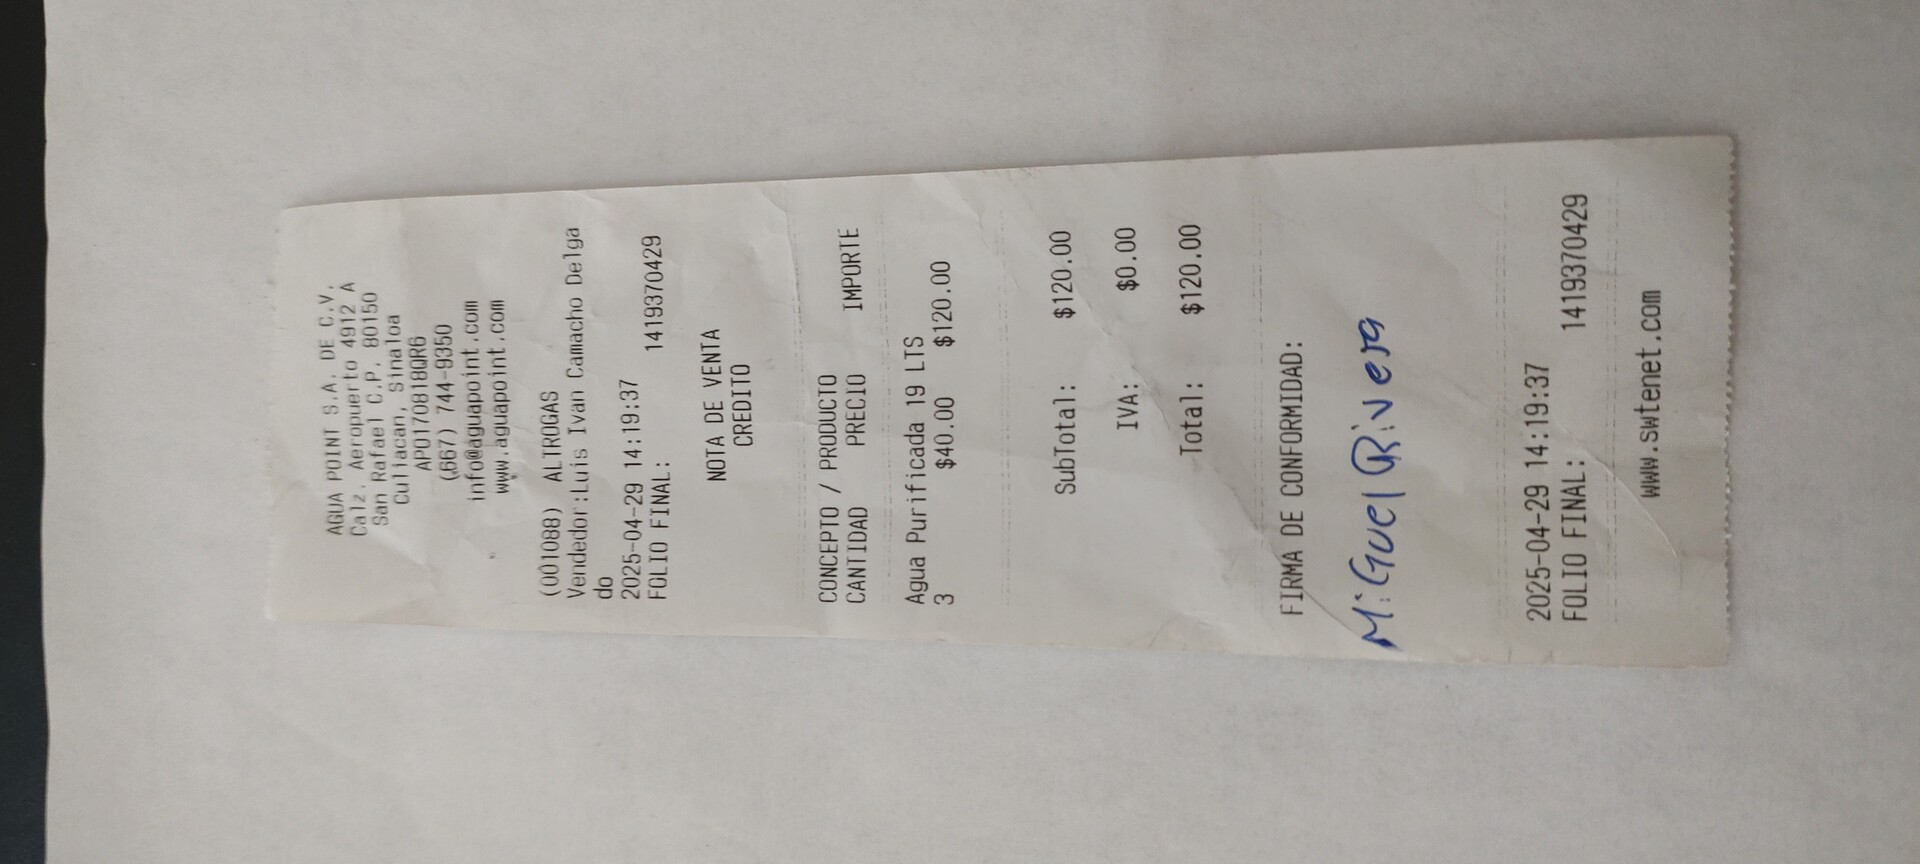 AGUA POINT S.A. DE C.V.
Calz. Aeropuerto 4912 A
San Rafael C.P. 80150
Culiacan, Sinaloa
APO170818QR6
(667) 744-9350
info@aguapoint.com
www.aguapoint.com
(001088) ALTROGAS
Vendedor:Luis Ivan Camacho Delga
do
2025-04-29 14:19:37
FOLIO FINAL: 1419370429
NOTA DE VENTA
CREDITO
CONCEPTO / PRODUCTO
CANTIDAD PRECIO IMPORTE
Agua Purificada 19 LTS
3 $40.00 $120.00
SubTotal: $120.00
IVA: $0.00
Total: $120.00
FIRMA DE CONFORMIDAD:
Miguel Rivera
2025-04-29 14:19:37
FOLIO FINAL: 1419370429
www.swtenet.com